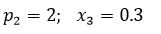 p₂ = 2;   x₃ = 0.3